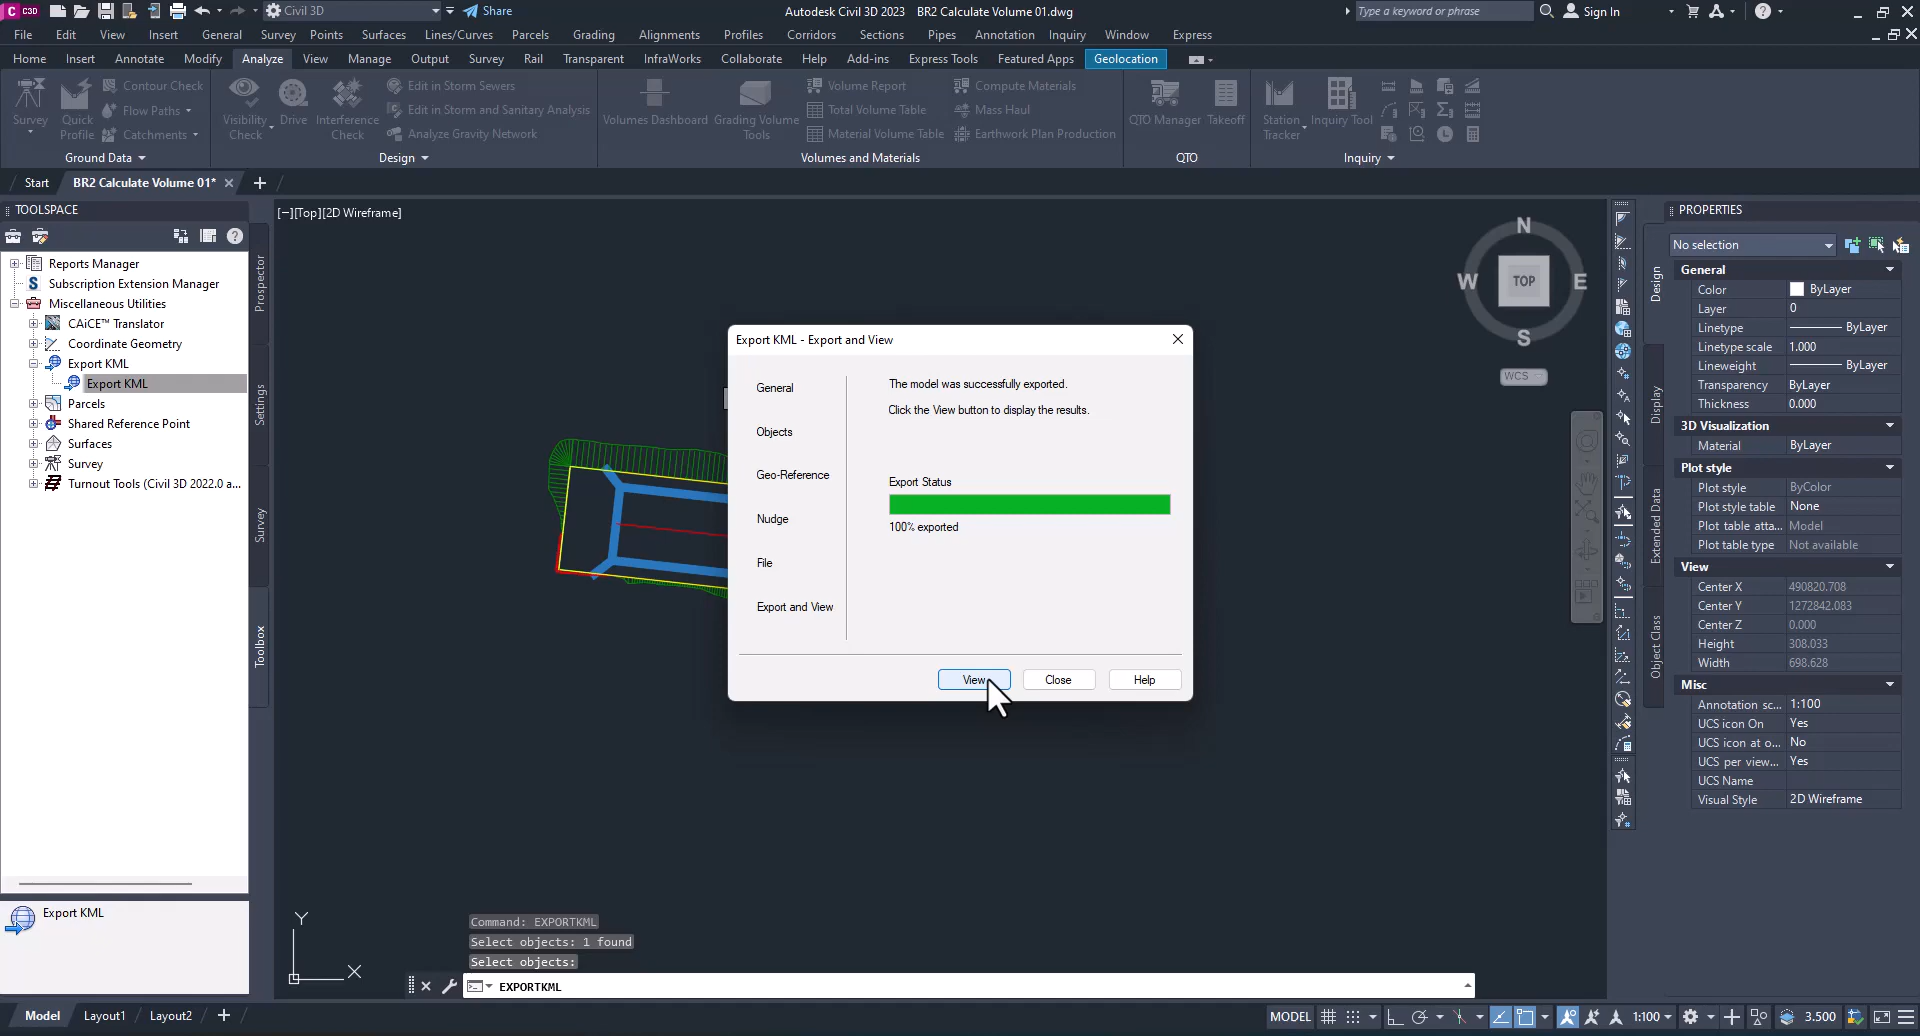 C C3D Civil 3D Share Autodesk Civil 3D 2023 BR2 Calculate Volume 01.dwg Type a keyword or phrase Sign In
File Edit View Insert General Survey Points Surfaces Lines/Curves Parcels Grading Alignments Profiles Corridors Sections Pipes Annotation Inquiry Window Express
Home Insert Annotate Modify Analyze View Manage Output Survey Rail Transparent InfraWorks Collaborate Help Add-ins Express Tools Featured Apps Geolocation
Contour Check Edit in Storm Sewers Volume Report Compute Materials
Flow Paths Edit in Storm and Sanitary Analysis Total Volume Table Mass Haul
Survey Quick Profile Visibility Check Drive Interference Check Volumes Dashboard Grading Volume Tools QTO Manager Takeoff Station Tracker Inquiry Tool
Catchments Analyze Gravity Network Material Volume Table Earthwork Plan Production
Ground Data Design Volumes and Materials QTO Inquiry
Start BR2 Calculate Volume 01*
TOOLSPACE
Reports Manager
Subscription Extension Manager
Miscellaneous Utilities
CAiCE™ Translator
Coordinate Geometry
Export KML
Export KML
Parcels
Shared Reference Point
Surfaces
Survey
Turnout Tools (Civil 3D 2022.0 a...
Prospector
Settings
Survey
Toolbox
Export KML
[−][Top][2D Wireframe]
N
W TOP E
S
WCS
Export KML - Export and View
General
Objects
Geo-Reference
Nudge
File
Export and View
The model was successfully exported.
Click the View button to display the results.
Export Status
100% exported
View Close Help
Y
X
Command: EXPORTKML
Select objects: 1 found
Select objects:
EXPORTKML
PROPERTIES
Design
Display
Extended Data
Object Class
No selection
General
Color ByLayer
Layer 0
Linetype ByLayer
Linetype scale 1.000
Lineweight ByLayer
Transparency ByLayer
Thickness 0.000
3D Visualization
Material ByLayer
Plot style
Plot style ByColor
Plot style table None
Plot table atta... Model
Plot table type Not available
View
Center X 490820.708
Center Y 1272842.083
Center Z 0.000
Height 308.033
Width 698.628
Misc
Annotation sc... 1:100
UCS icon On Yes
UCS icon at o... No
UCS per view... Yes
UCS Name
Visual Style 2D Wireframe
Model Layout1 Layout2 MODEL 1:100 3.500